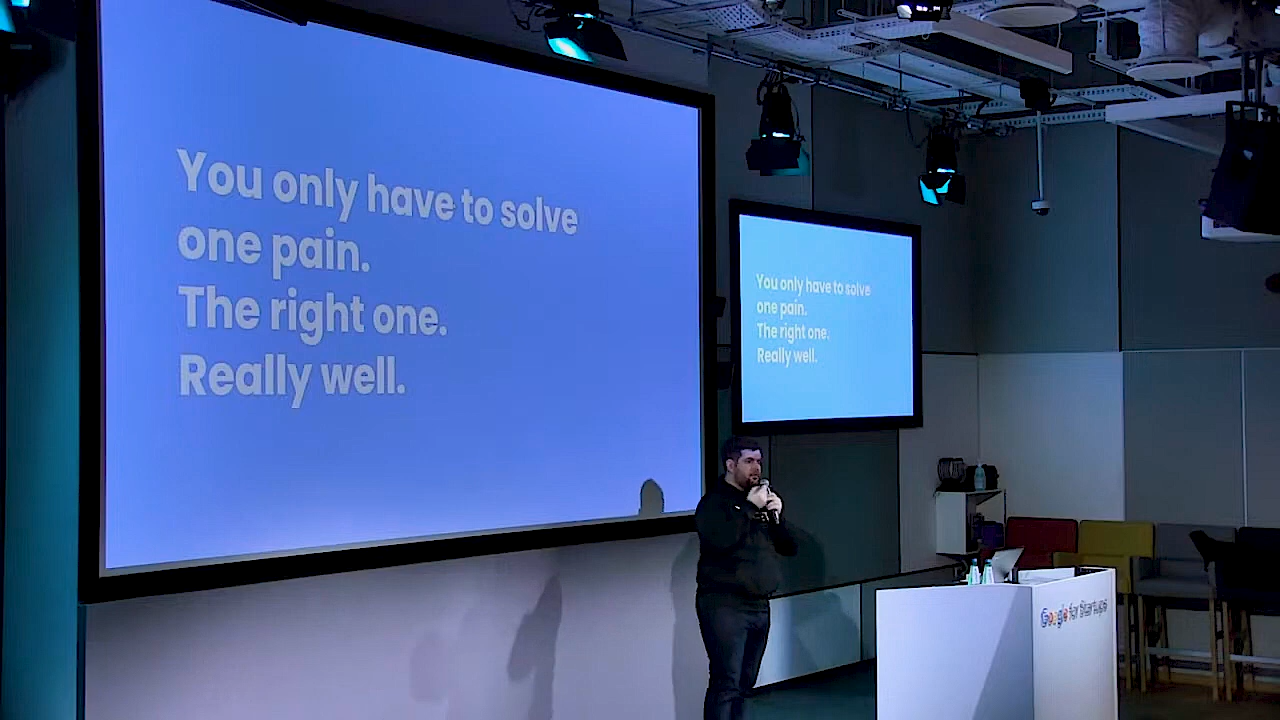 You only have to solve
one pain.
The right one.
Really well.
You only have to solve
one pain.
The right one.
Really well.
Google for Startups